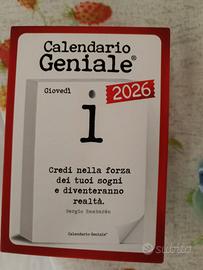 Calendario
Geniale®
Giovedì
2026
1
Credi nella forza
dei tuoi sogni
e diventeranno
realtà.
Sergio Bambarén
Calendario Geniale®
subito